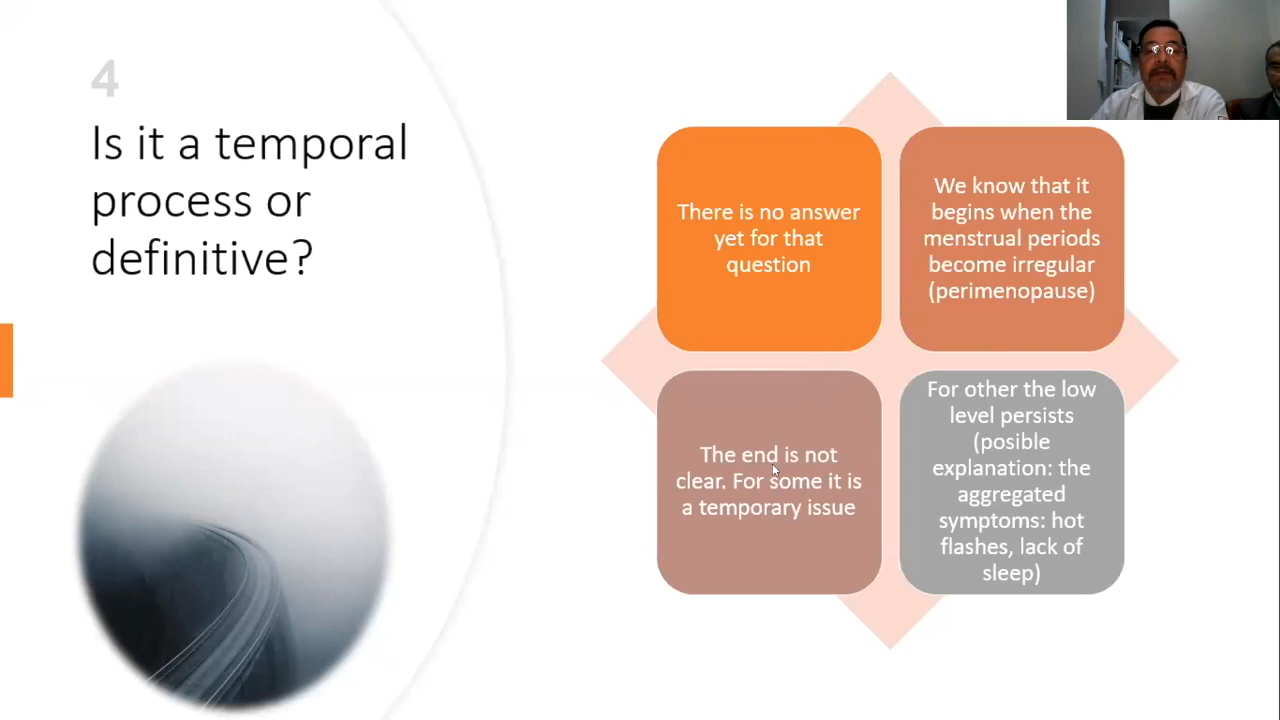 4
Is it a temporal
process or
definitive?
There is no answer
yet for that
question
We know that it
begins when the
menstrual periods
become irregular
(perimenopause)
The end is not
clear. For some it is
a temporary issue
For other the low
level persists
(posible
explanation: the
aggregated
symptoms: hot
flashes, lack of
sleep)